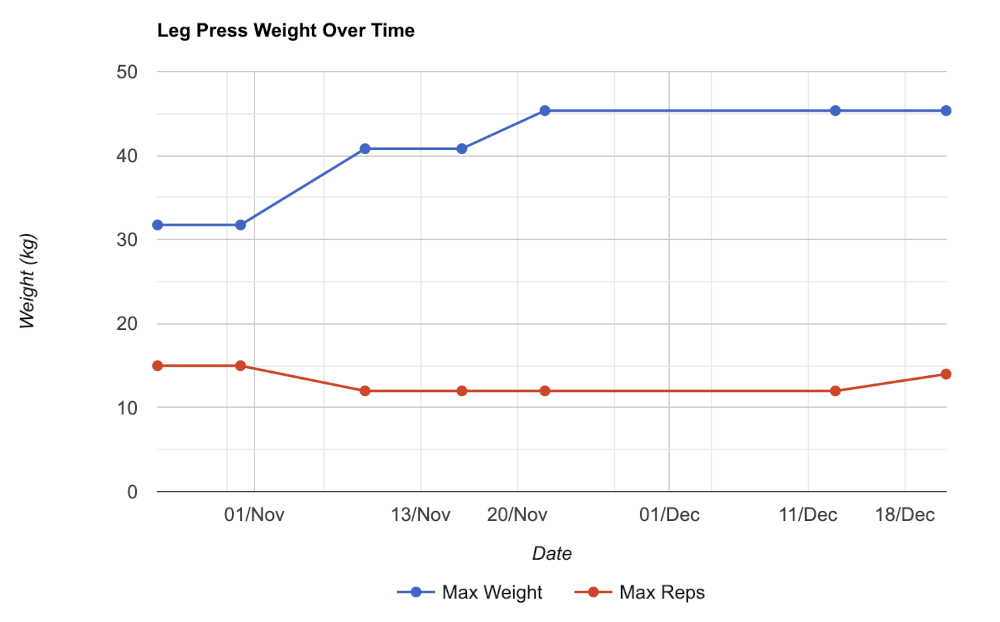 Leg Press Weight Over Time
50
40
30
20
10
0
Weight (kg)
01/Nov 13/Nov 20/Nov 01/Dec 11/Dec 18/Dec
Date
Max Weight Max Reps